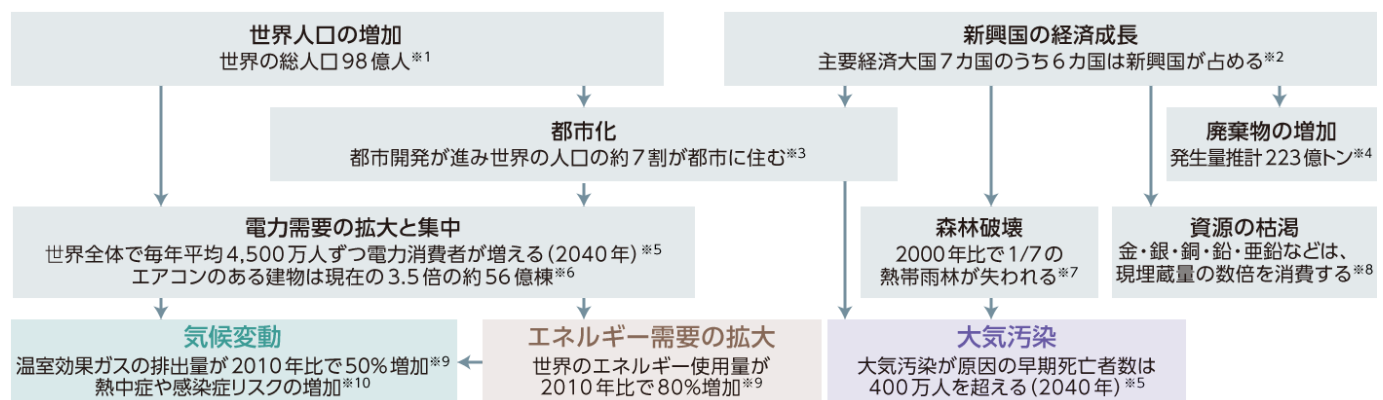 世界人口の増加
世界の総人口98億人※1
新興国の経済成長
主要経済大国7カ国のうち6カ国は新興国が占める※2
都市化
都市開発が進み世界の人口の約7割が都市に住む※3
廃棄物の増加
発生量推計223億トン※4
電力需要の拡大と集中
世界全体で毎年平均4,500万人ずつ電力消費者が増える(2040年)※5
エアコンのある建物は現在の3.5倍の約56億棟※6
森林破壊
2000年比で1/7の
熱帯雨林が失われる※7
資源の枯渇
金・銀・銅・鉛・亜鉛などは、
現埋蔵量の数倍を消費する※8
気候変動
温室効果ガスの排出量が2010年比で50%増加※9
熱中症や感染症リスクの増加※10
エネルギー需要の拡大
世界のエネルギー使用量が
2010年比で80%増加※9
大気汚染
大気汚染が原因の早期死亡者数は
400万人を超える(2040年)※5